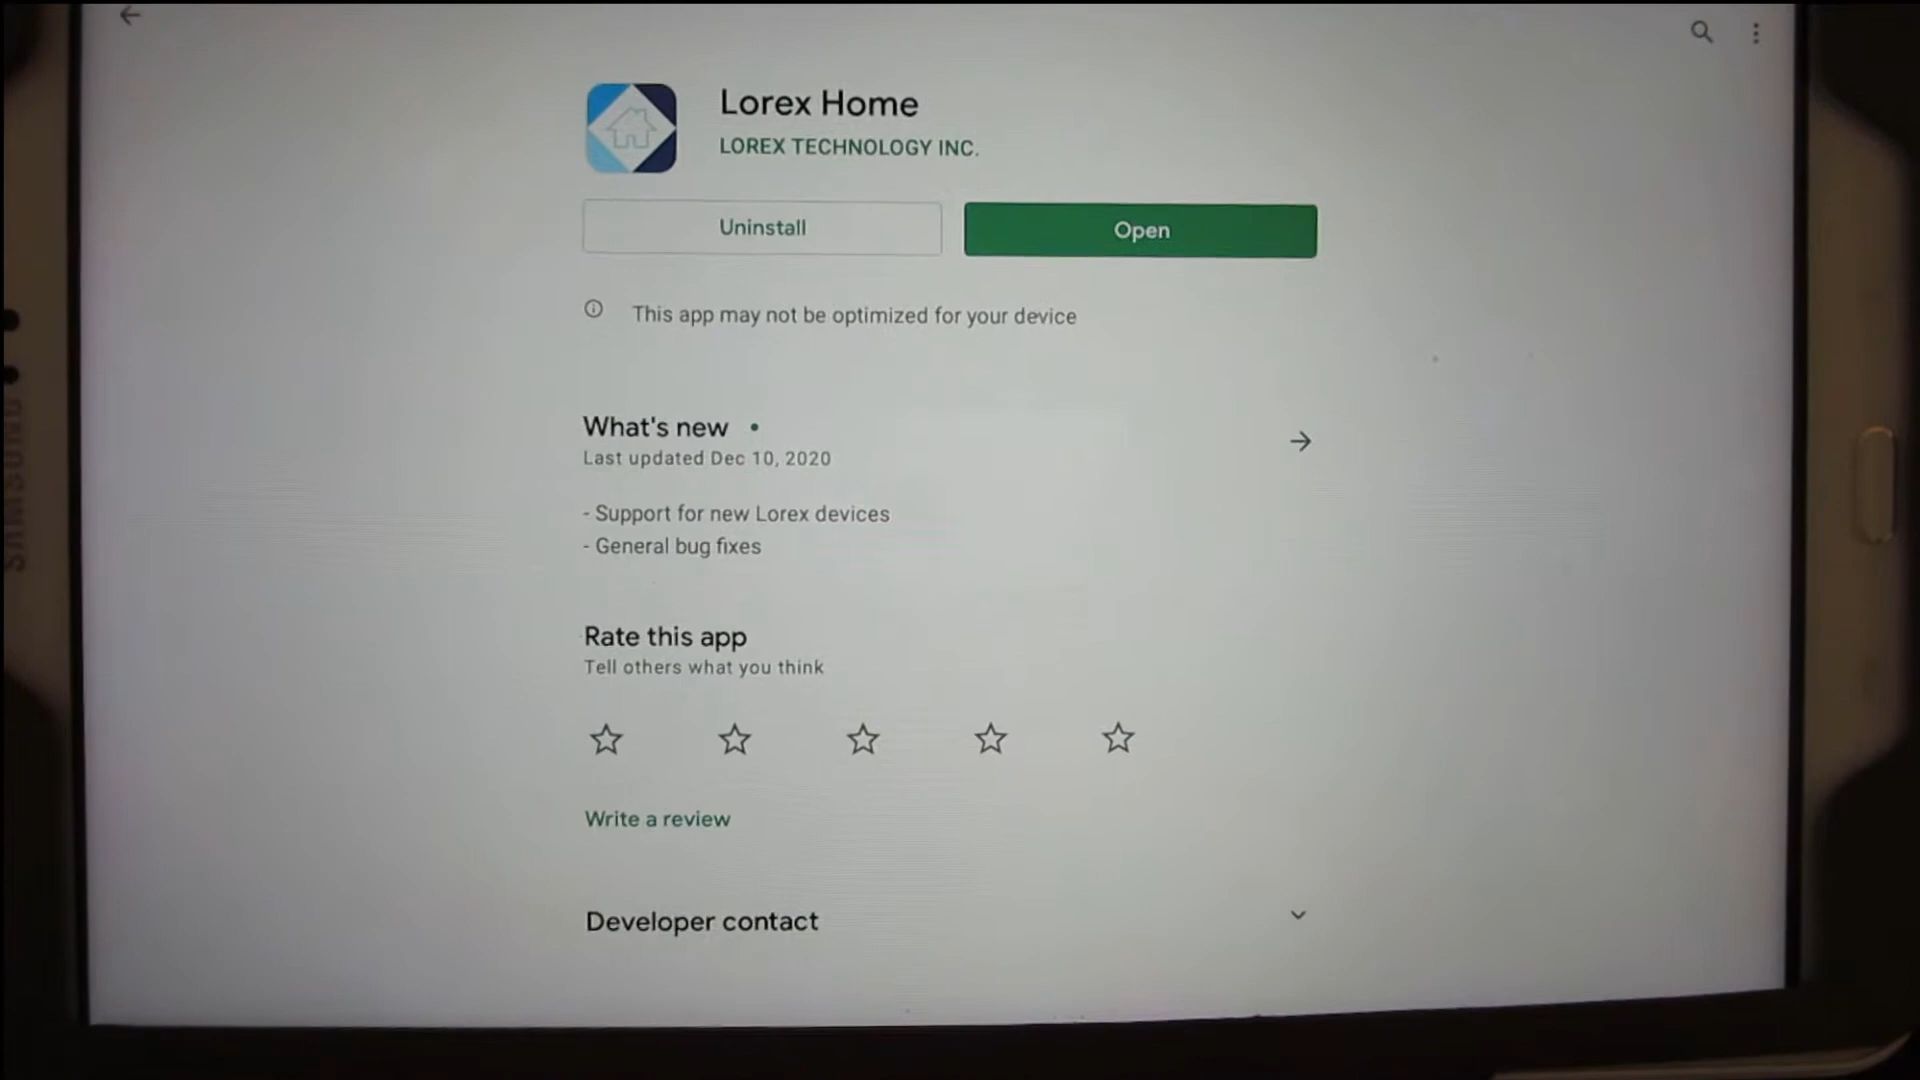 Lorex Home
LOREX TECHNOLOGY INC.
Uninstall
Open
This app may not be optimized for your device
What's new •
Last updated Dec 10, 2020
- Support for new Lorex devices
- General bug fixes
Rate this app
Tell others what you think
Write a review
Developer contact
SAMSUNG